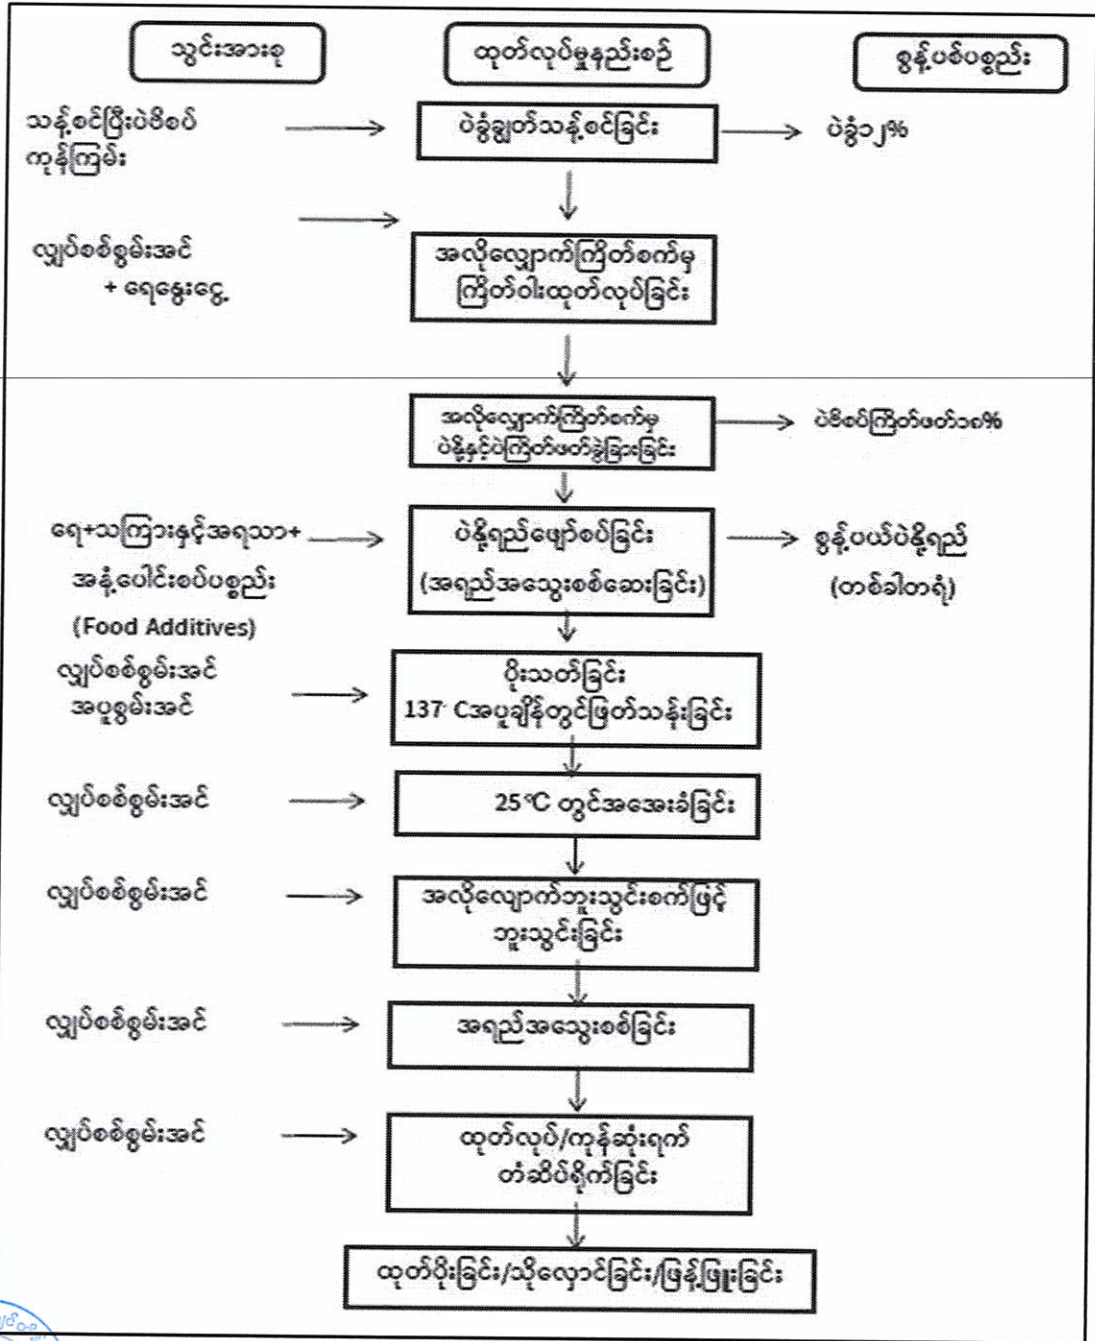 သွင်းအားစု
ထုတ်လုပ်မှုနည်းစဉ်
စွန့်ပစ်ပစ္စည်း
သန့်စင်ပြီးပဲပိစပ်
ကုန်ကြမ်း
ပဲခွံချွတ်သန့်စင်ခြင်း
ပဲခွံ၁၂%
လျှပ်စစ်စွမ်းအင်
+ ရေနွေးငွေ့
အလိုလျှောက်ကြိတ်စက်မှ
ကြိတ်ဝါးထုတ်လုပ်ခြင်း
အလိုလျှောက်ကြိတ်စက်မှ
ပဲနို့နှင့်ပဲကြိတ်ဖတ်ခွဲခြားခြင်း
ပဲပိစပ်ကြိတ်ဖတ်၁၈%
ရေ+သကြားနှင့်အရသာ+
အနံ့ပေါင်းစပ်ပစ္စည်း
(Food Additives)
ပဲနို့ရည်ဖျော်စပ်ခြင်း
(အရည်အသွေးစစ်ဆေးခြင်း)
စွန့်ပယ်ပဲနို့ရည်
(တစ်ခါတရံ)
လျှပ်စစ်စွမ်းအင်
အပူစွမ်းအင်
ပိုးသတ်ခြင်း
137 ̊ Cအပူချိန်တွင်ဖြတ်သန်းခြင်း
လျှပ်စစ်စွမ်းအင်
25 ̊C တွင်အအေးခံခြင်း
လျှပ်စစ်စွမ်းအင်
အလိုလျောက်ဘူးသွင်းစက်ဖြင့်
ဘူးသွင်းခြင်း
လျှပ်စစ်စွမ်းအင်
အရည်အသွေးစစ်ခြင်း
လျှပ်စစ်စွမ်းအင်
ထုတ်လုပ်/ကုန်ဆုံးရက်
တံဆိပ်ရိုက်ခြင်း
ထုတ်ပိုးခြင်း/သိုလှောင်ခြင်း/ဖြန့်ဖြူးခြင်း